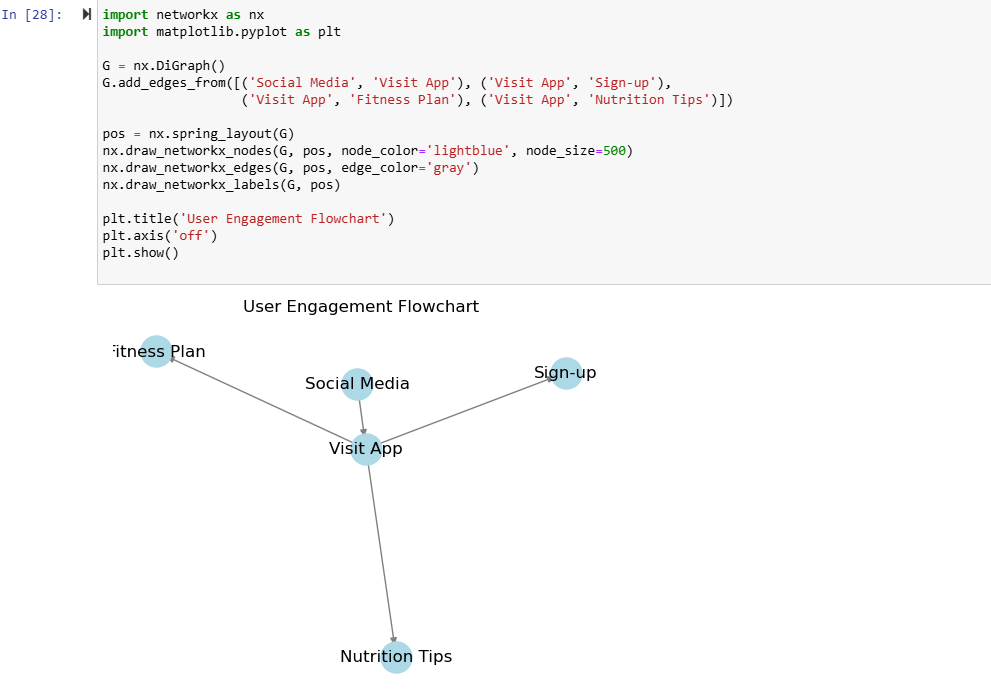 In [28]:
import networkx as nx
import matplotlib.pyplot as plt
G = nx.DiGraph()
G.add_edges_from([('Social Media', 'Visit App'), ('Visit App', 'Sign-up'),
('Visit App', 'Fitness Plan'), ('Visit App', 'Nutrition Tips')])
pos = nx.spring_layout(G)
nx.draw_networkx_nodes(G, pos, node_color='lightblue', node_size=500)
nx.draw_networkx_edges(G, pos, edge_color='gray')
nx.draw_networkx_labels(G, pos)
plt.title('User Engagement Flowchart')
plt.axis('off')
plt.show()
User Engagement Flowchart
Fitness Plan
Sign-up
Social Media
Visit App
Nutrition Tips